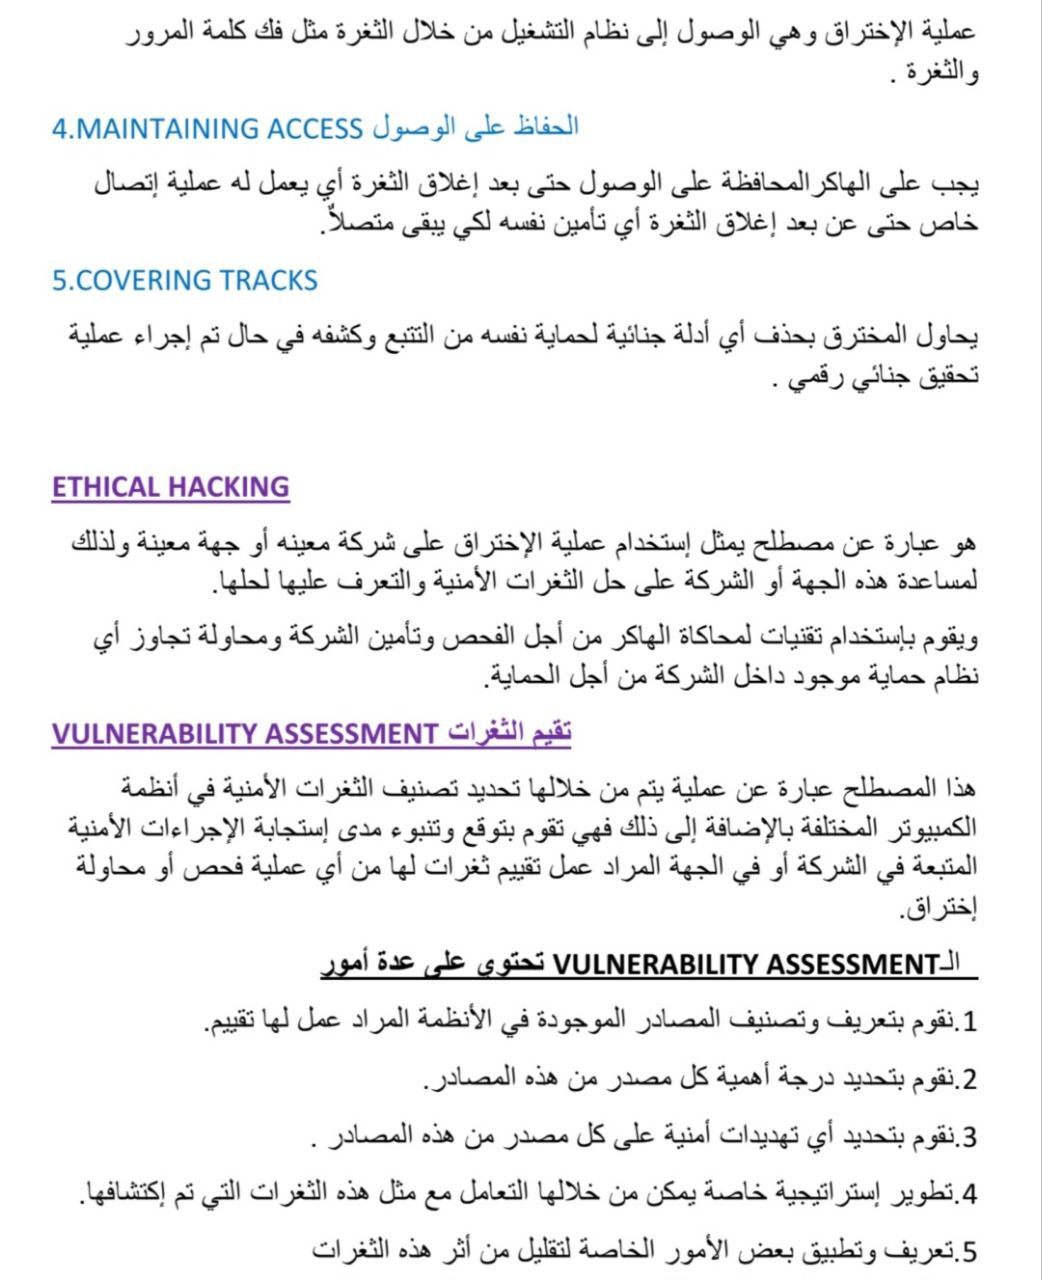 عملية الإختراق وهي الوصول إلى نظام التشغيل من خلال الثغرة مثل فك كلمة المرور
والثغرة .
4.MAINTAINING ACCESS الحفاظ على الوصول
يجب على الهاكر المحافظة على الوصول حتى بعد إغلاق الثغرة أي يعمل له عملية إتصال
خاص حتى عن بعد إغلاق الثغرة أي تأمين نفسه لكي يبقى متصلاً.
5.COVERING TRACKS
يحاول المخترق بحذف أي أدلة جنائية لحماية نفسه من التتبع وكشفه في حال تم إجراء عملية
تحقيق جنائي رقمي .
ETHICAL HACKING
هو عبارة عن مصطلح يمثل إستخدام عملية الإختراق على شركة معينه أو جهة معينة ولذلك
لمساعدة هذه الجهة أو الشركة على حل الثغرات الأمنية والتعرف عليها لحلها.
ويقوم بإستخدام تقنيات لمحاكاة الهاكر من أجل الفحص وتأمين الشركة ومحاولة تجاوز أي
نظام حماية موجود داخل الشركة من أجل الحماية.
VULNERABILITY ASSESSMENT تقيم الثغرات
هذا المصطلح عبارة عن عملية يتم من خلالها تحديد تصنيف الثغرات الأمنية في أنظمة
الكمبيوتر المختلفة بالإضافة إلى ذلك فهي تقوم بتوقع وتنبوء مدى إستجابة الإجراءات الأمنية
المتبعة في الشركة أو في الجهة المراد عمل تقييم ثغرات لها من أي عملية فحص أو محاولة
إختراق.
الـVULNERABILITY ASSESSMENT تحتوي على عدة أمور
1.نقوم بتعريف وتصنيف المصادر الموجودة في الأنظمة المراد عمل لها تقييم.
2.نقوم بتحديد درجة أهمية كل مصدر من هذه المصادر.
3.نقوم بتحديد أي تهديدات أمنية على كل مصدر من هذه المصادر .
4.تطوير إستراتيجية خاصة يمكن من خلالها التعامل مع مثل هذه الثغرات التي تم إكتشافها.
5.تعريف وتطبيق بعض الأمور الخاصة لتقليل من أثر هذه الثغرات